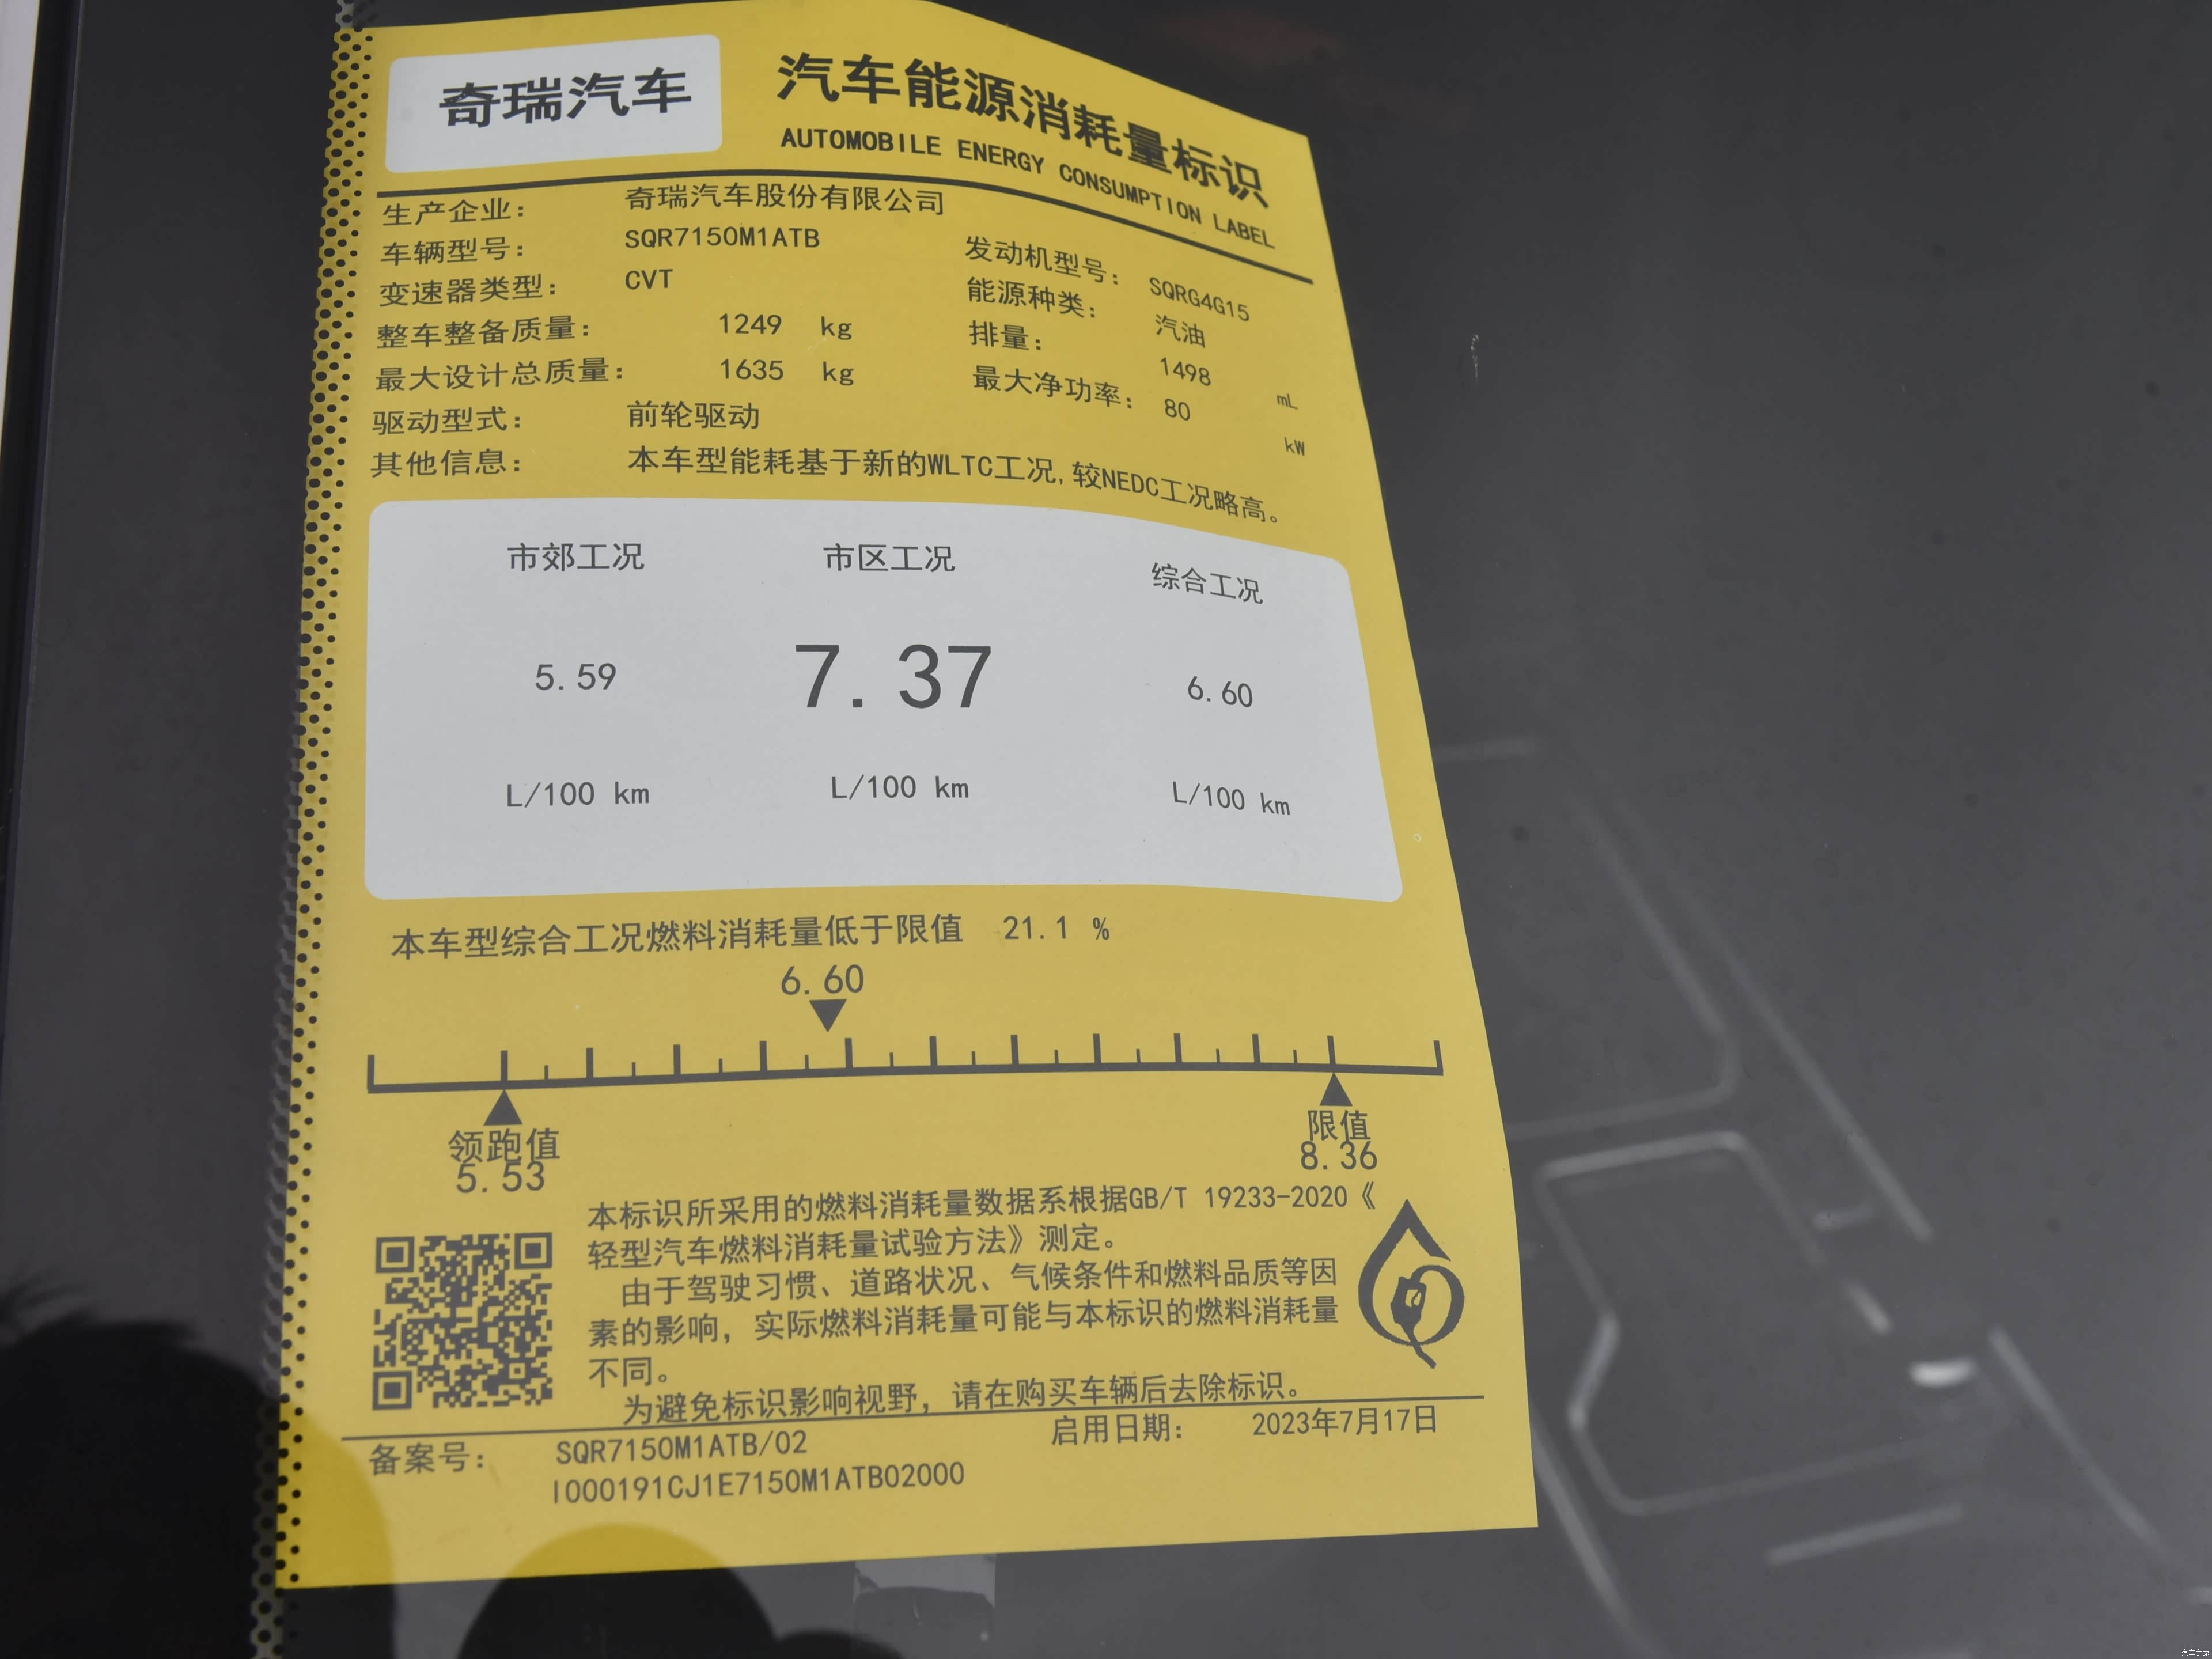 奇瑞汽车
汽车能源消耗量标识
AUTOMOBILE ENERGY CONSUMPTION LABEL
生产企业： 奇瑞汽车股份有限公司
车辆型号： SQR7150M1ATB 发动机型号： SQRG4G15
变速器类型： CVT 能源种类： 汽油
整车整备质量： 1249 kg 排量： 1498 mL
最大设计总质量： 1635 kg 最大净功率： 80 kW
驱动型式： 前轮驱动
其他信息： 本车型能耗基于新的WLTC工况,较NEDC工况略高。
市郊工况 市区工况 综合工况
5.59 7.37 6.60
L/100 km L/100 km L/100 km
本车型综合工况燃料消耗量低于限值 21.1 %
6.60
领跑值 限值
5.53 8.36
本标识所采用的燃料消耗量数据系根据GB/T 19233-2020《
轻型汽车燃料消耗量试验方法》测定。
由于驾驶习惯、道路状况、气候条件和燃料品质等因
素的影响，实际燃料消耗量可能与本标识的燃料消耗量
不同。
为避免标识影响视野，请在购买车辆后去除标识。
备案号： SQR7150M1ATB/02 启用日期： 2023年7月17日
I000191CJ1E7150M1ATB02000
汽车之家